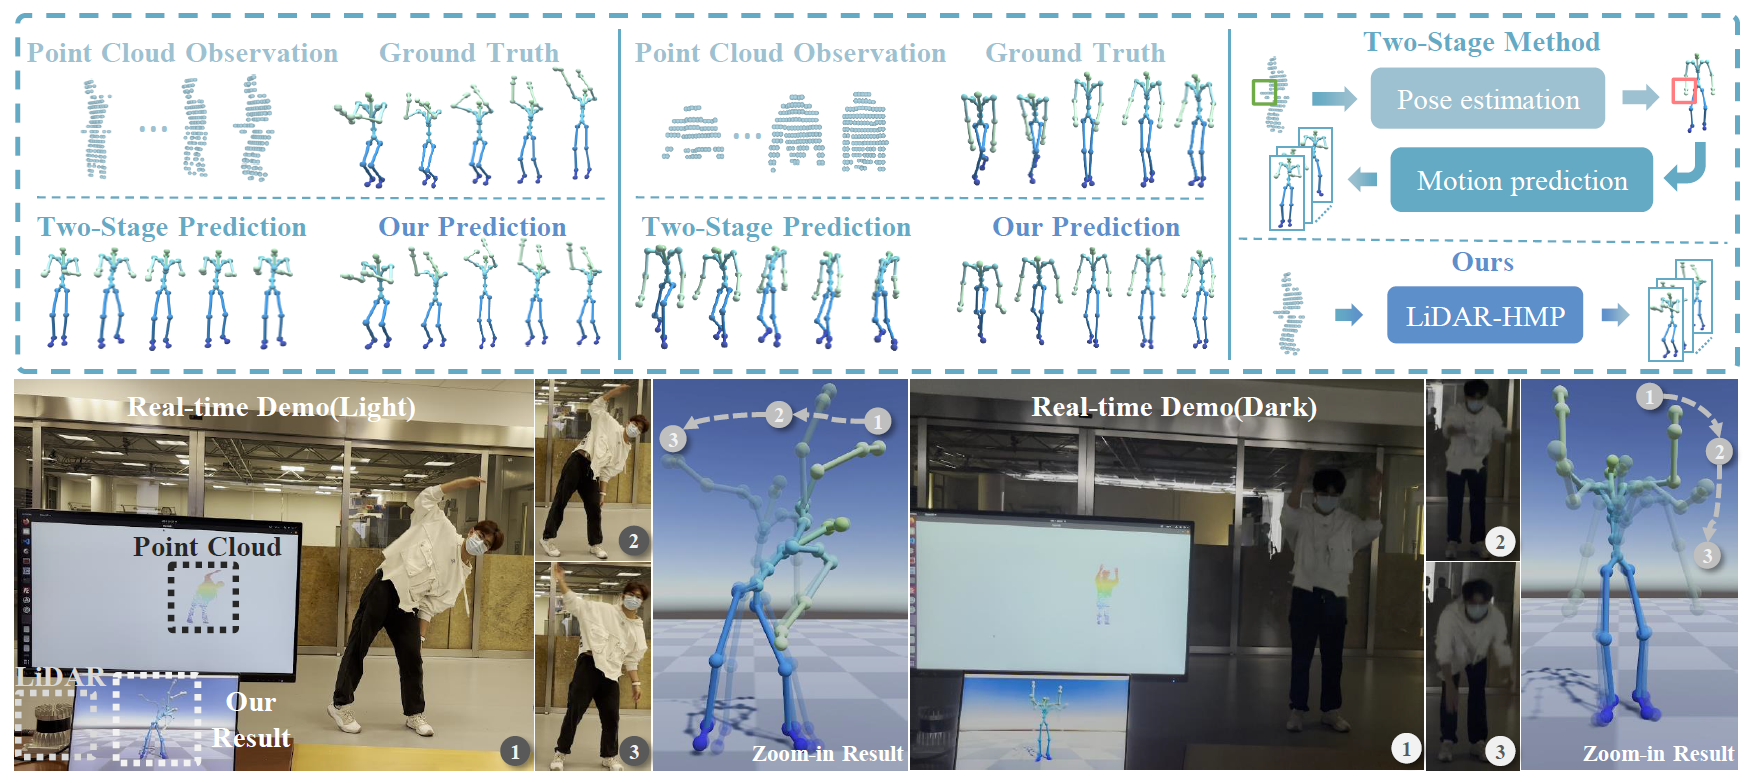 Point Cloud Observation
Ground Truth
Two-Stage Prediction
Our Prediction
Point Cloud Observation
Ground Truth
Two-Stage Prediction
Our Prediction
Two-Stage Method
Pose estimation
Motion prediction
Ours
LiDAR-HMP
Real-time Demo(Light)
Point Cloud
LiDAR
Our
Result
1
2
3
1
2
3
Zoom-in Result
Real-time Demo(Dark)
1
2
3
1
2
3
Zoom-in Result